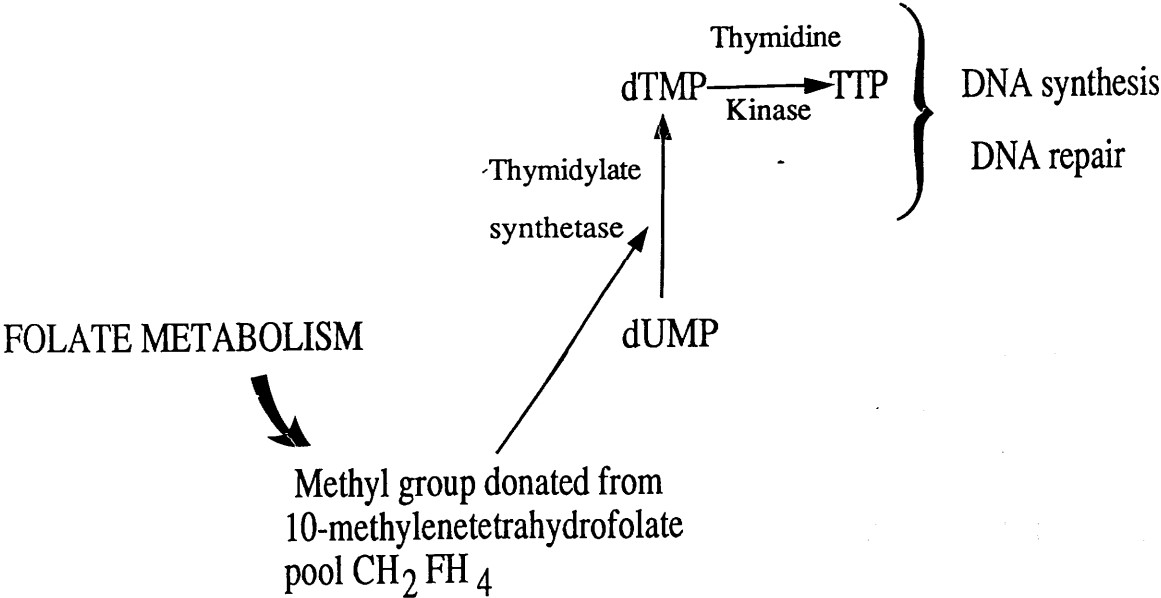 Thymidine
dTMP TTP
Kinase
DNA synthesis
DNA repair
Thymidylate
synthetase
dUMP
FOLATE METABOLISM
Methyl group donated from
10-methylenetetrahydrofolate
pool CH2 FH4